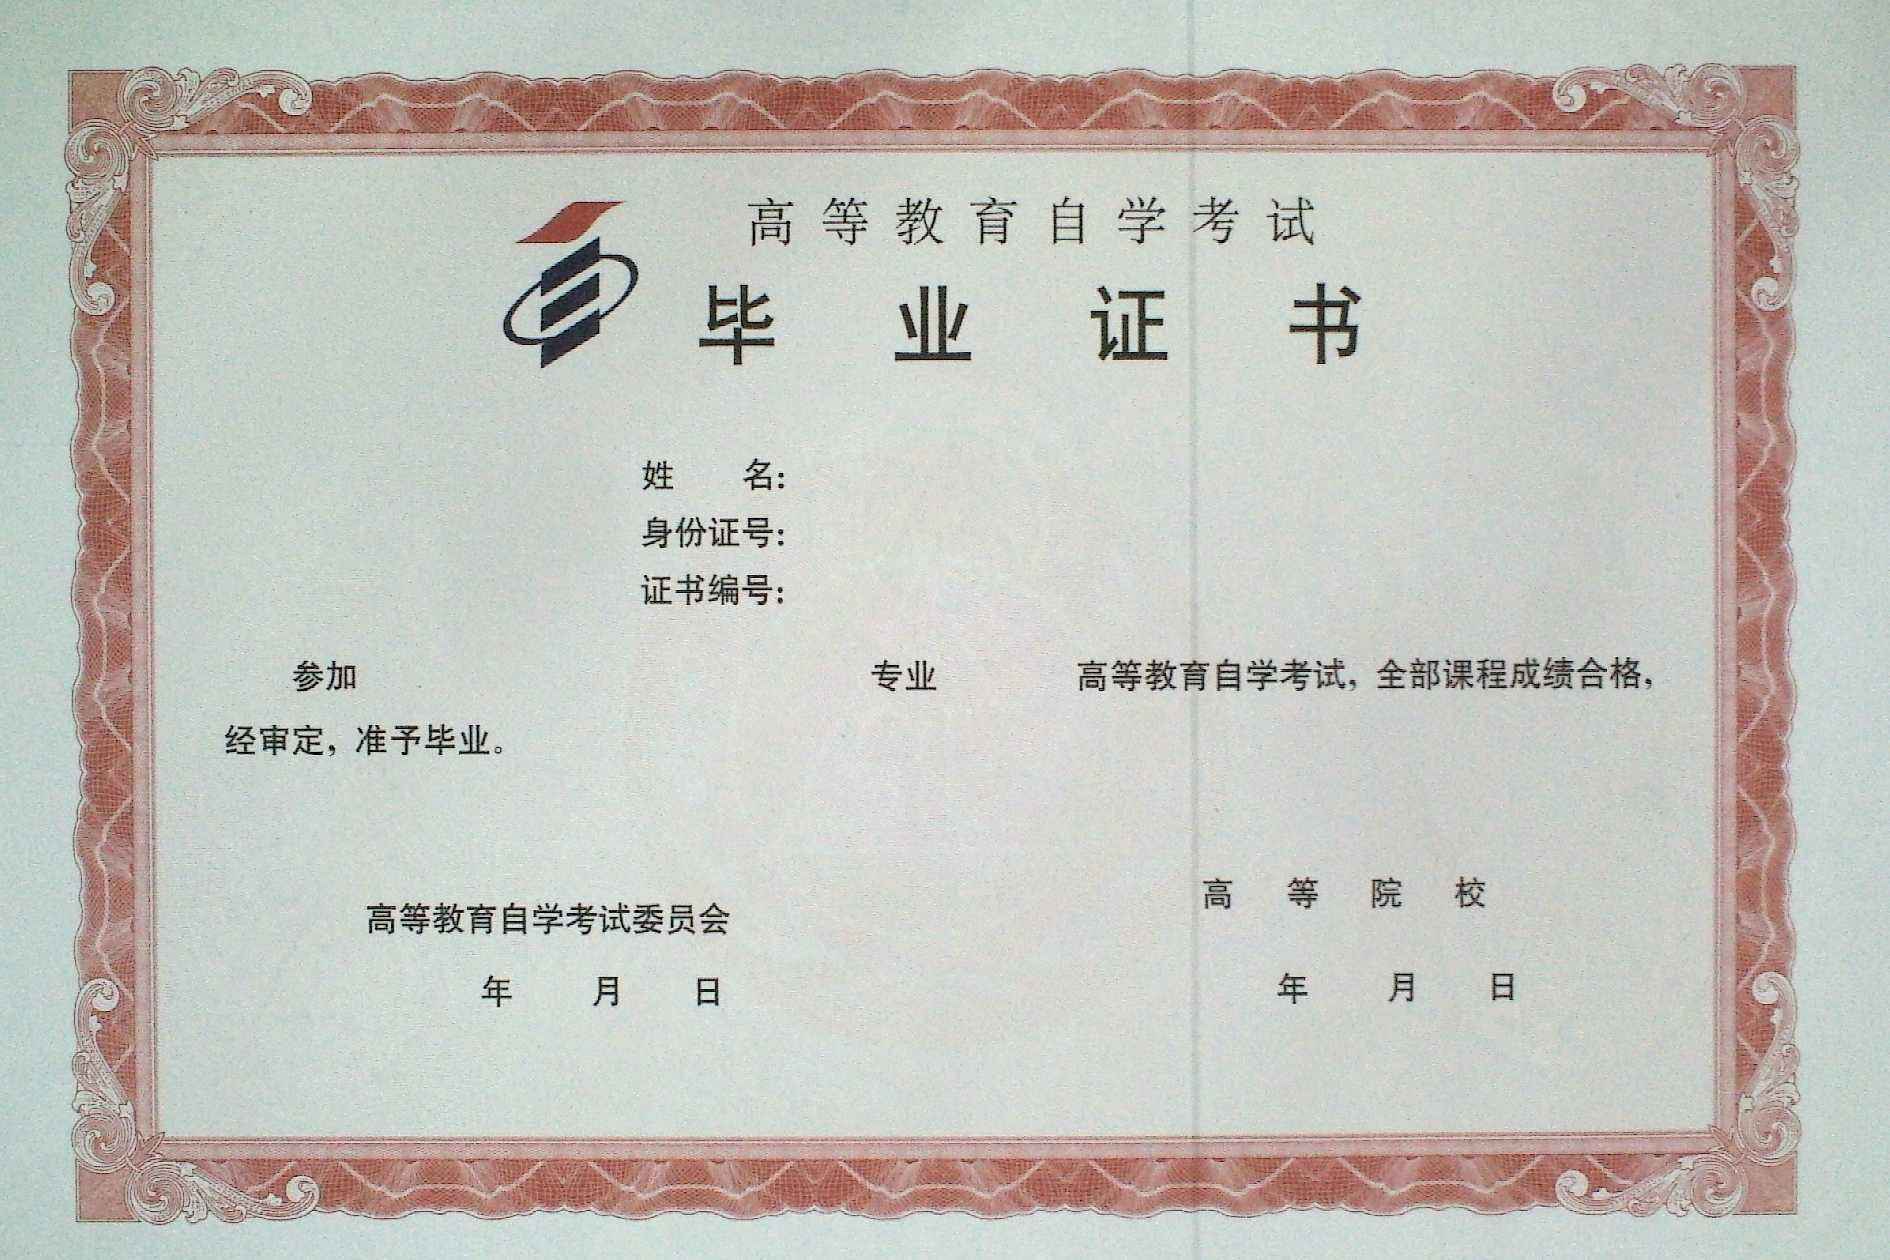 高等教育自学考试
毕业证书
姓 名:
身份证号:
证书编号:
参加 专业 高等教育自学考试,全部课程成绩合格,
经审定,准予毕业。
高等教育自学考试委员会 高等院校
年 月 日 年 月 日